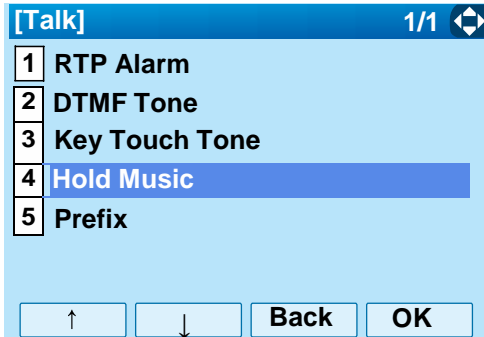 [Talk] 1/1
1 RTP Alarm
2 DTMF Tone
3 Key Touch Tone
4 Hold Music
5 Prefix
↑ ↓ Back OK